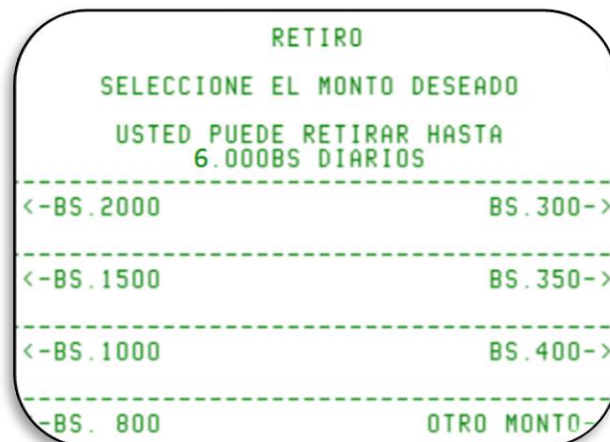 RETIRO
SELECCIONE EL MONTO DESEADO
USTED PUEDE RETIRAR HASTA
6.000BS DIARIOS
<-BS.2000 BS.300->
<-BS.1500 BS.350->
<-BS.1000 BS.400->
-BS. 800 OTRO MONTO-